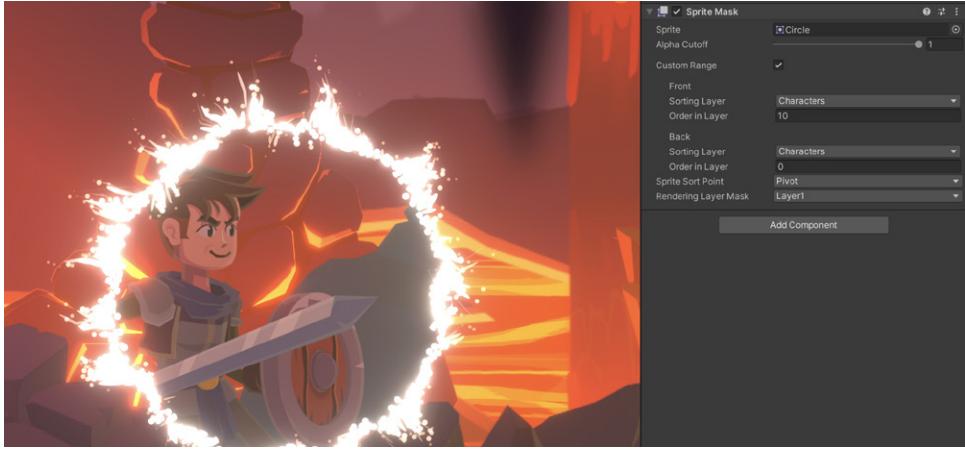 Sprite Mask
Sprite Circle
Alpha Cutoff 1
Custom Range
Front
Sorting Layer Characters
Order in Layer 10
Back
Sorting Layer Characters
Order in Layer 0
Sprite Sort Point Pivot
Rendering Layer Mask Layer1
Add Component